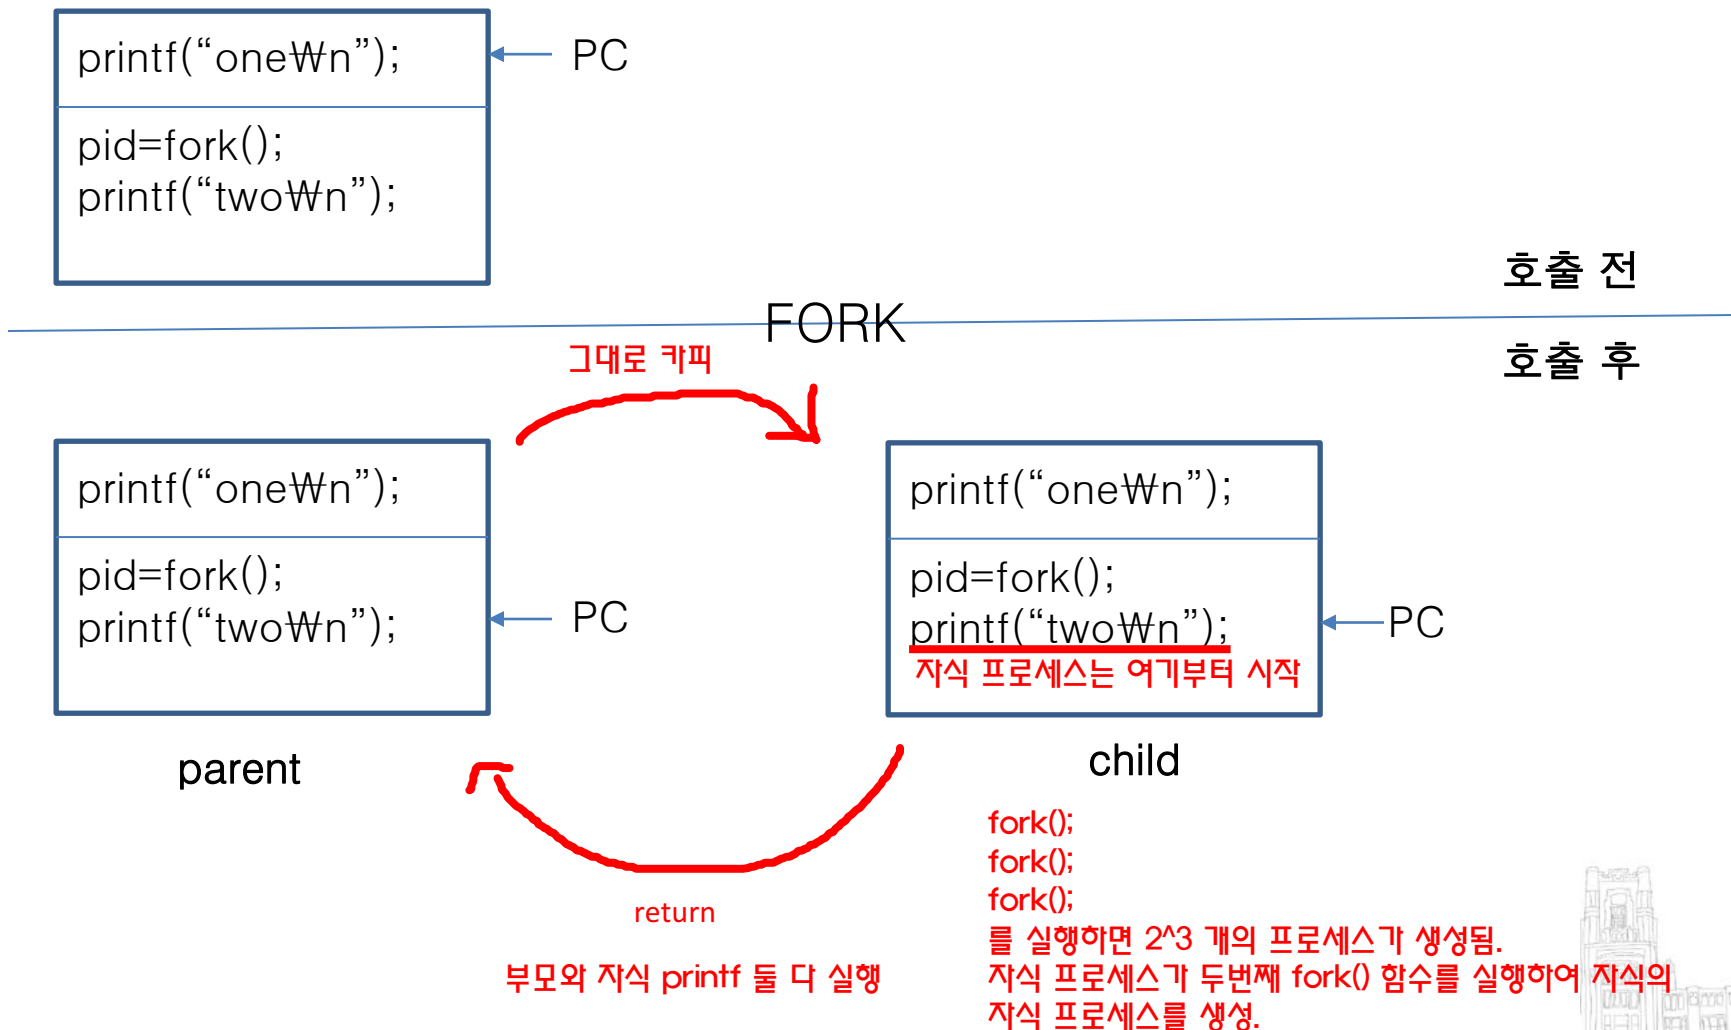 printf(“one₩n”);
PC
pid=fork();
printf(“two₩n”);
호출 전
FORK
호출 후
그대로 카피
printf(“one₩n”);
pid=fork();
printf(“two₩n”);
PC
parent
printf(“one₩n”);
pid=fork();
printf(“two₩n”);
PC
자식 프로세스는 여기부터 시작
child
return
부모와 자식 printf 둘 다 실행
fork();
fork();
fork();
를 실행하면 2^3 개의 프로세스가 생성됨.
자식 프로세스가 두번째 fork() 함수를 실행하여 자식의
자식 프로세스를 생성.